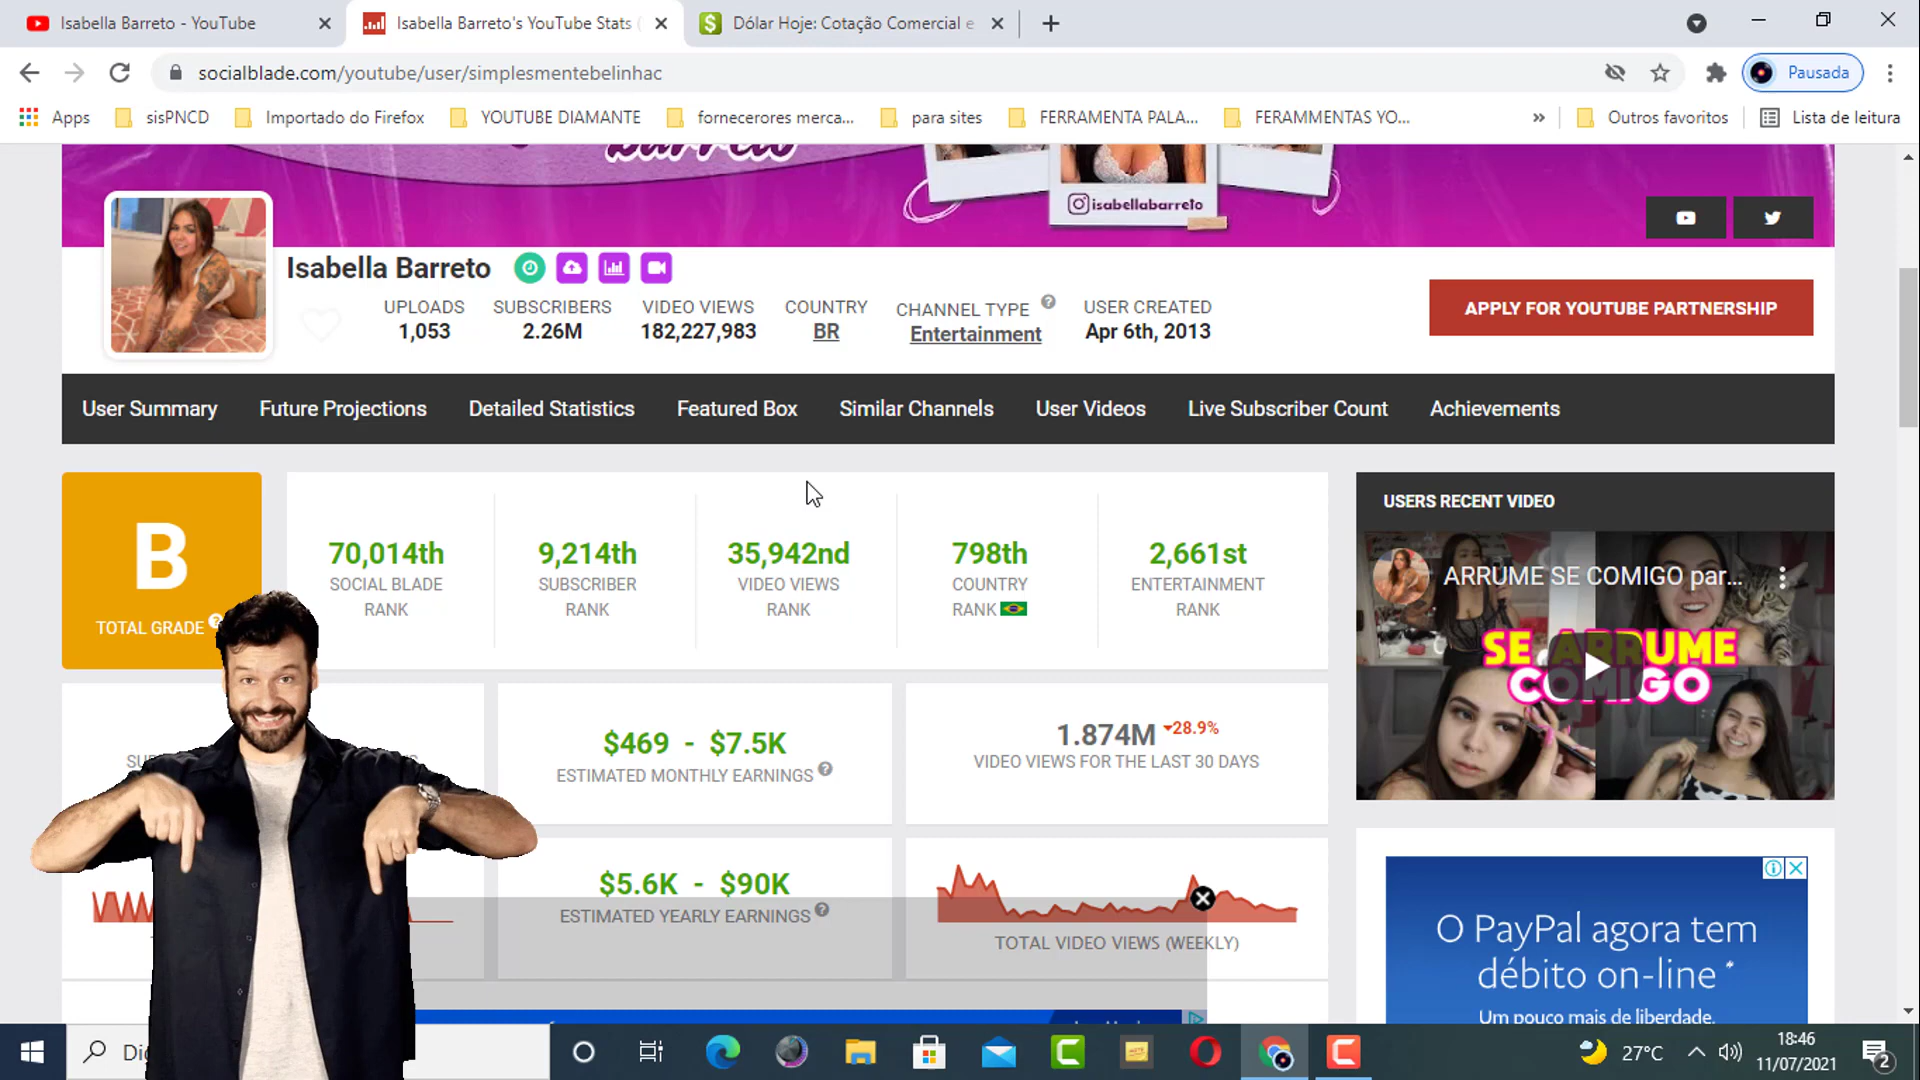 Isabella Barreto - YouTube
Isabella Barreto's YouTube Stats (
Dólar Hoje: Cotação Comercial e
socialblade.com/youtube/user/simplesmentebelinhac
Pausada
Apps
sisPNCD
Importado do Firefox
YOUTUBE DIAMANTE
fornecerores merca...
para sites
FERRAMENTA PALA...
FERAMMENTAS YO...
»
Outros favoritos
Lista de leitura
barreto
isabellabarreto
Isabella Barreto
UPLOADS
1,053
SUBSCRIBERS
2.26M
VIDEO VIEWS
182,227,983
COUNTRY
BR
CHANNEL TYPE
Entertainment
USER CREATED
Apr 6th, 2013
APPLY FOR YOUTUBE PARTNERSHIP
User Summary
Future Projections
Detailed Statistics
Featured Box
Similar Channels
User Videos
Live Subscriber Count
Achievements
B
TOTAL GRADE
70,014th
SOCIAL BLADE
RANK
9,214th
SUBSCRIBER
RANK
35,942nd
VIDEO VIEWS
RANK
798th
COUNTRY
RANK
2,661st
ENTERTAINMENT
RANK
USERS RECENT VIDEO
ARRUME SE COMIGO par...
SE ARRUME
COMIGO
$469 - $7.5K
ESTIMATED MONTHLY EARNINGS
1.874M 28.9%
VIDEO VIEWS FOR THE LAST 30 DAYS
$5.6K - $90K
ESTIMATED YEARLY EARNINGS
TOTAL VIDEO VIEWS (WEEKLY)
O PayPal agora tem
débito on-line *
Um pouco mais de liberdade.
27°C
18:46
11/07/2021
2